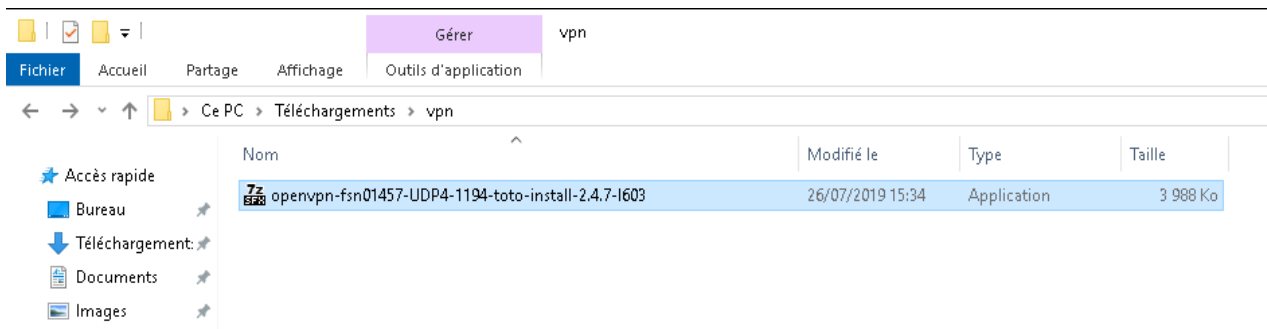 Gérer vpn
Fichier Accueil Partage Affichage Outils d'application
Ce PC > Téléchargements > vpn
Nom Modifié le Type Taille
Accès rapide
7z SFX openvpn-fsn01457-UDP4-1194-toto-install-2.4.7-I603 26/07/2019 15:34 Application 3 988 Ko
Bureau
Téléchargement:
Documents
Images